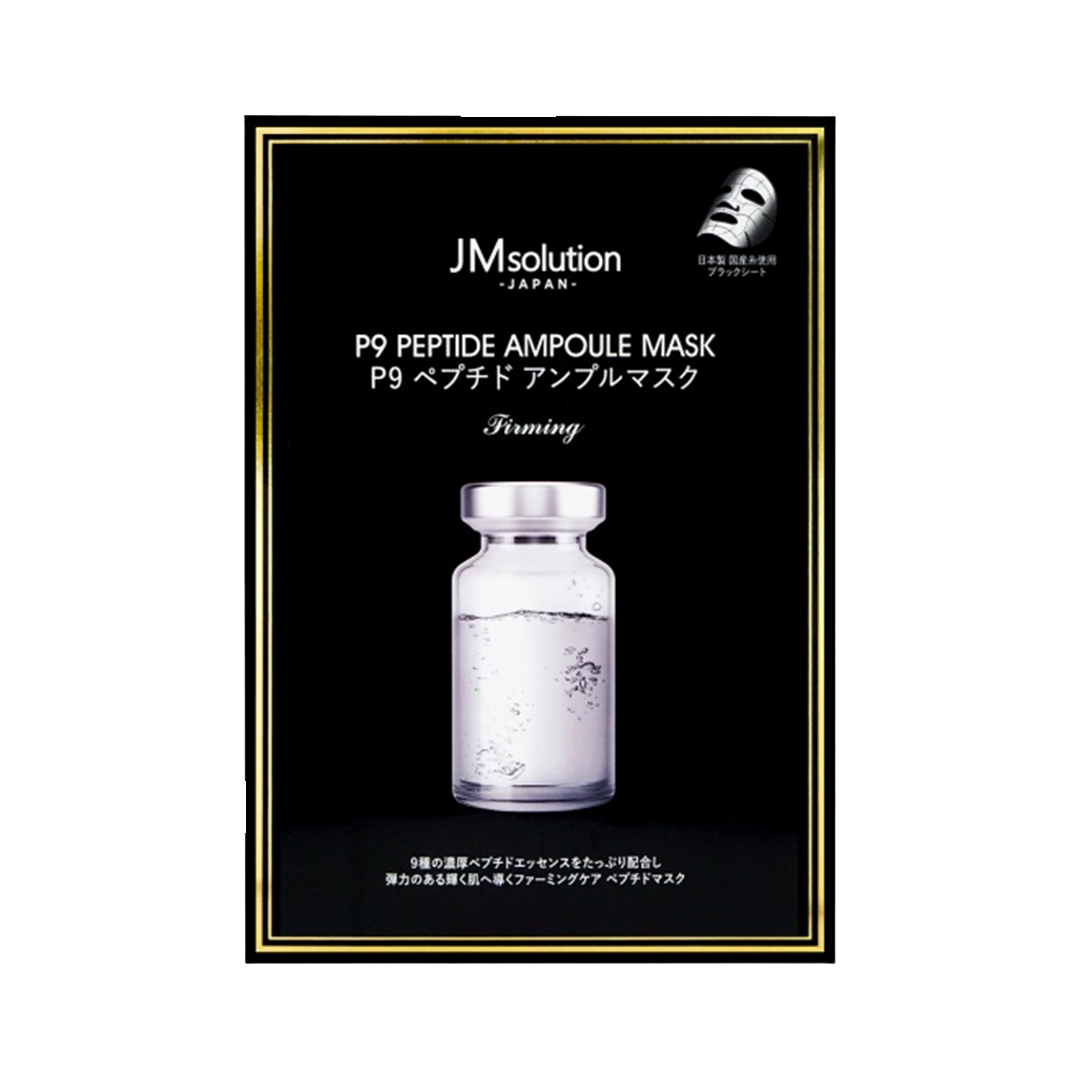 JMsolution
-JAPAN-
日本製 国産糸使用
ブラックシート
P9 PEPTIDE AMPOULE MASK
P9 ペプチド アンプルマスク
Firming
9種の濃厚ペプチドエッセンスをたっぷり配合し
弾力のある輝く肌へ導くファーミングケア ペプチドマスク